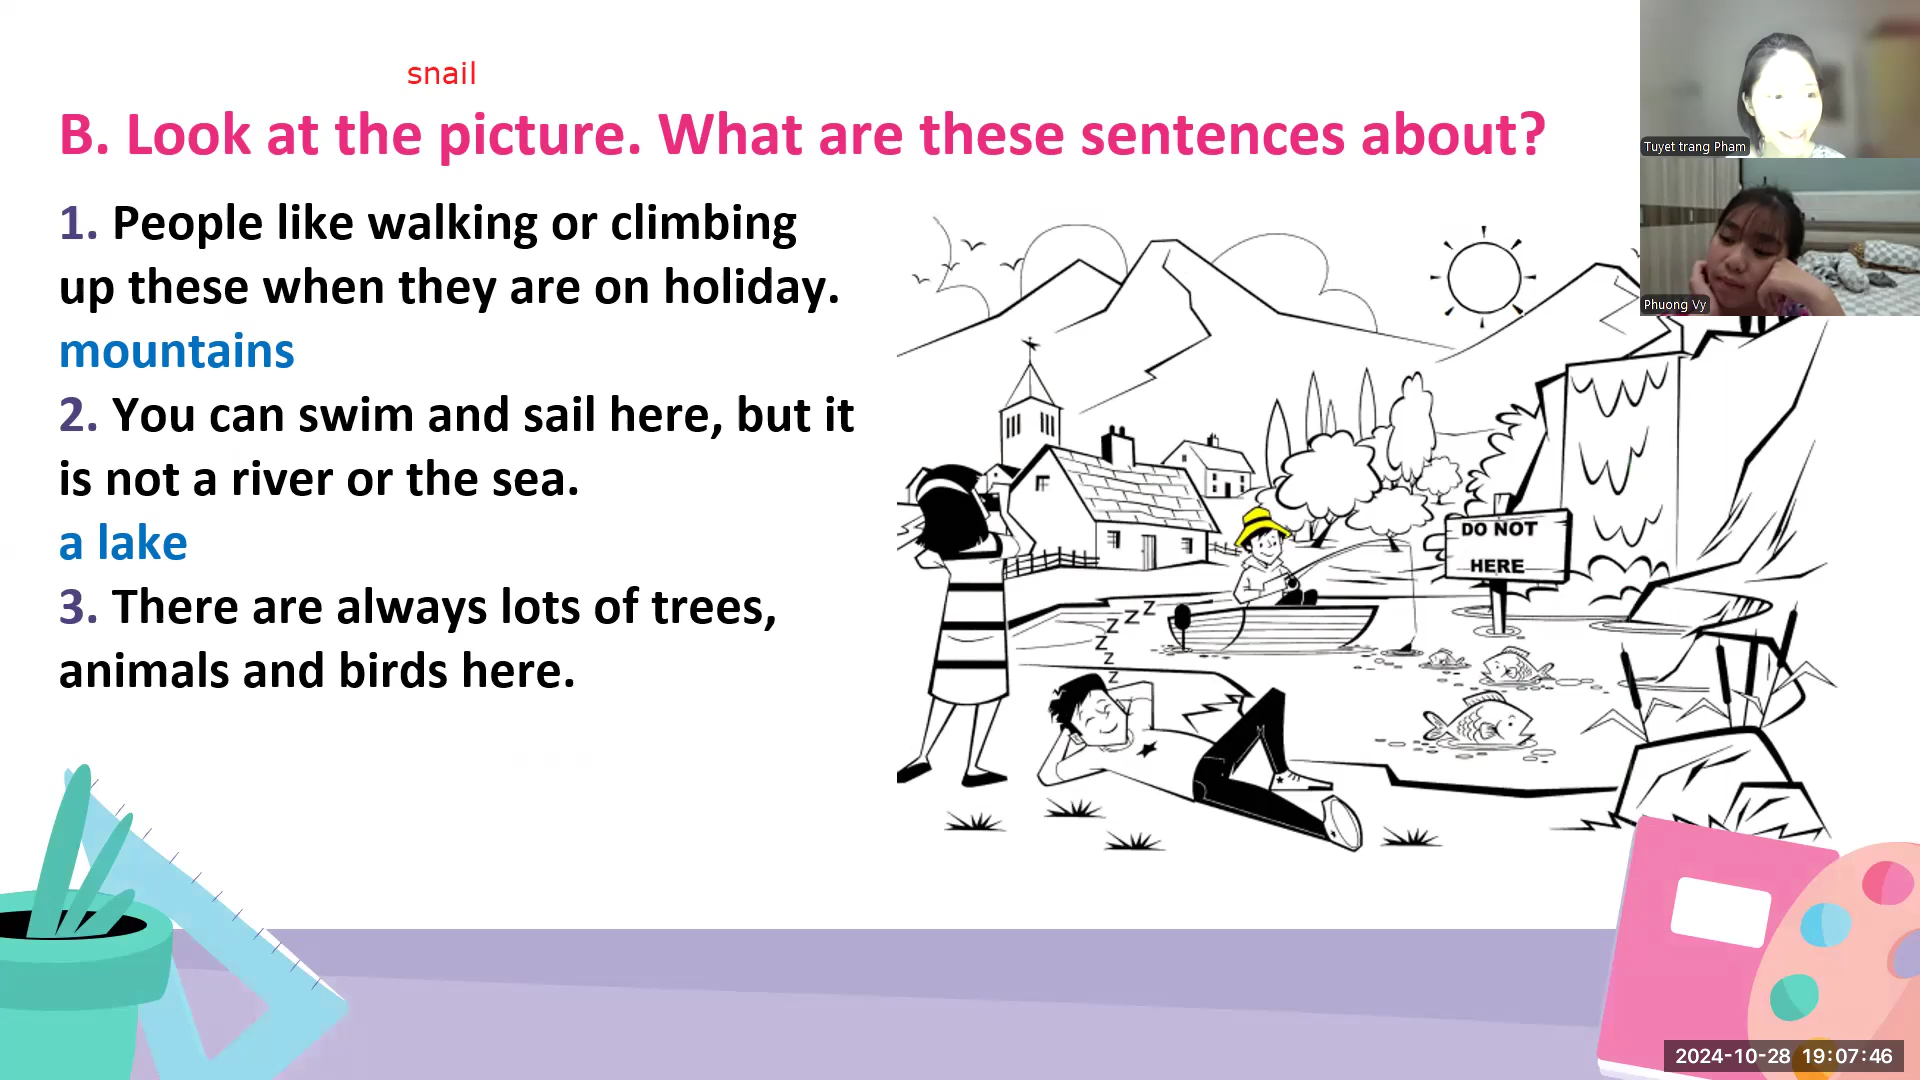 snail
B. Look at the picture. What are these sentences about?
1. People like walking or climbing
up these when they are on holiday.
mountains
2. You can swim and sail here, but it
is not a river or the sea.
a lake
3. There are always lots of trees,
animals and birds here.
DO NOT
HERE
Z
Z
Z
Z
Z
Z
Tuyet trang Pham
Phuong Vy
2024-10-28 19:07:46